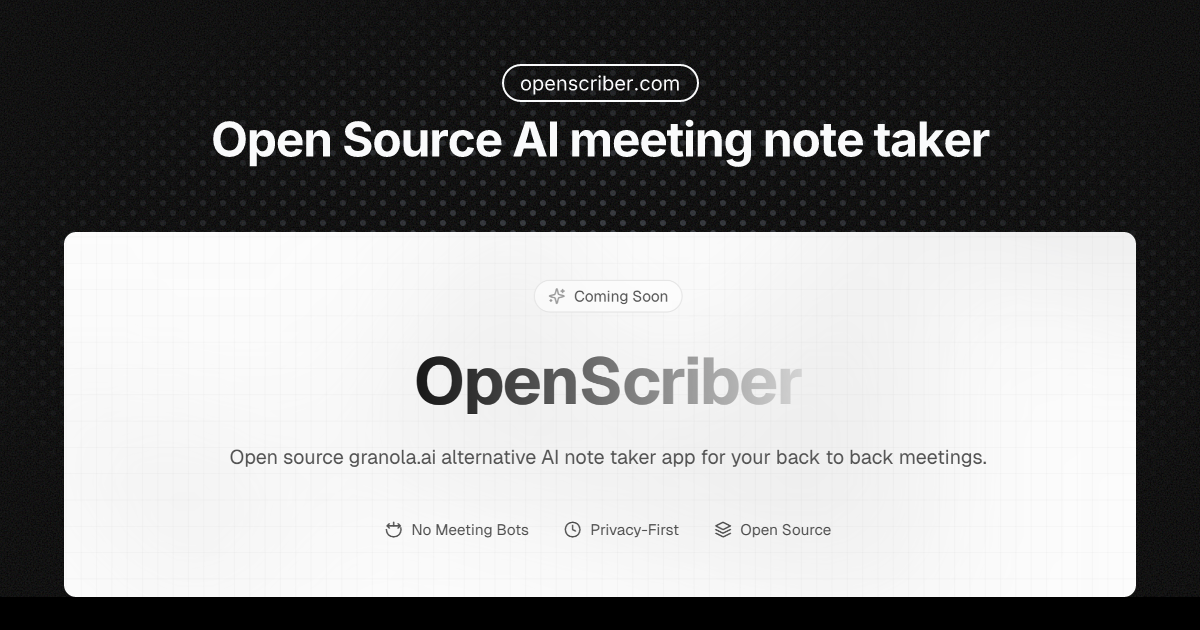 openscriber.com
Open Source AI meeting note taker
Coming Soon
OpenScriber
Open source granola.ai alternative AI note taker app for your back to back meetings.
No Meeting Bots
Privacy-First
Open Source